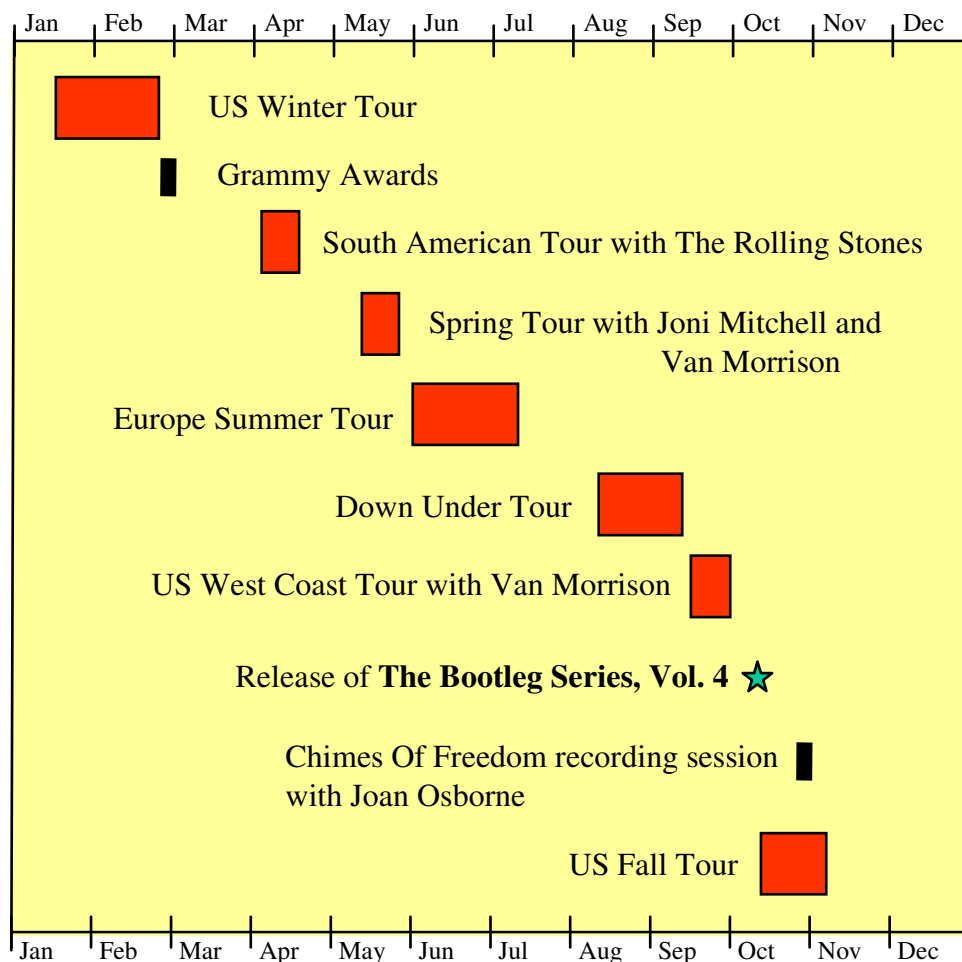 Jan Feb Mar Apr May Jun Jul Aug Sep Oct Nov Dec
US Winter Tour
Grammy Awards
South American Tour with The Rolling Stones
Spring Tour with Joni Mitchell and
Van Morrison
Europe Summer Tour
Down Under Tour
US West Coast Tour with Van Morrison
Release of The Bootleg Series, Vol. 4
Chimes Of Freedom recording session
with Joan Osborne
US Fall Tour
Jan Feb Mar Apr May Jun Jul Aug Sep Oct Nov Dec